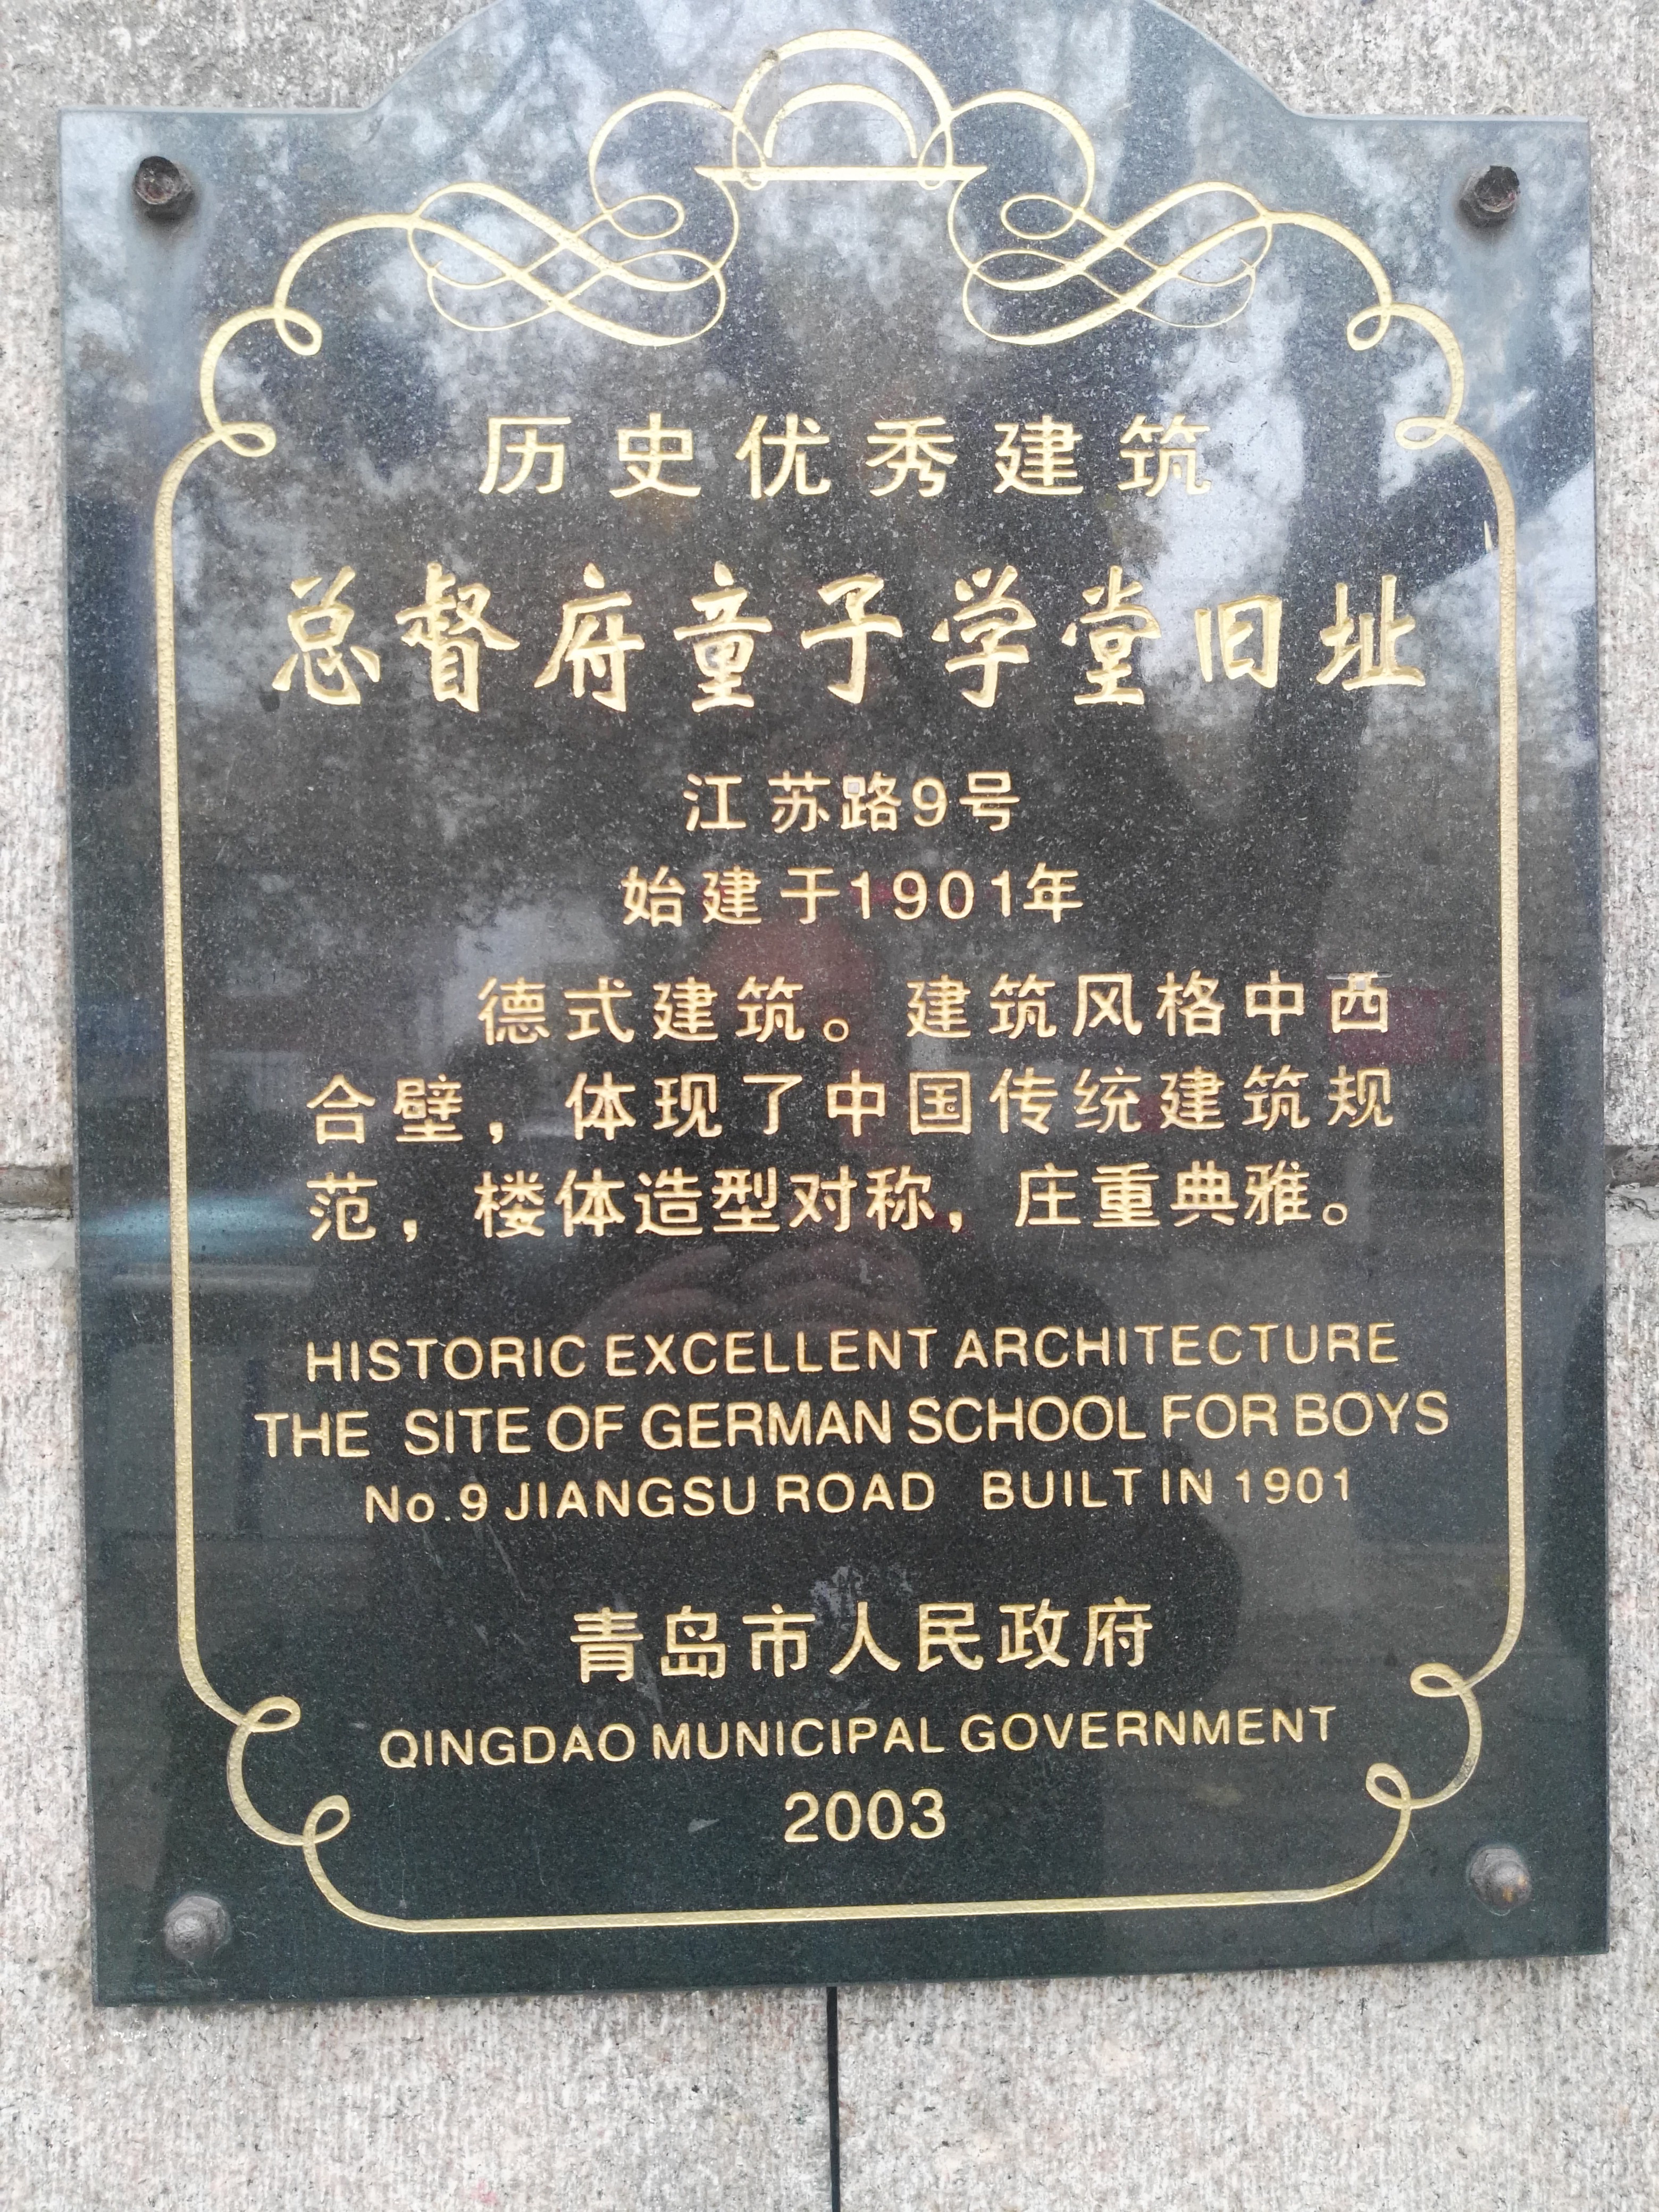 历史优秀建筑
总督府童子学堂旧址
江苏路9号
始建于1901年
德式建筑。建筑风格中西
合壁，体现了中国传统建筑规
范，楼体造型对称，庄重典雅。
HISTORIC EXCELLENT ARCHITECTURE
THE SITE OF GERMAN SCHOOL FOR BOYS
No.9 JIANGSU ROAD BUILT IN 1901
青岛市人民政府
QINGDAO MUNICIPAL GOVERNMENT
2003